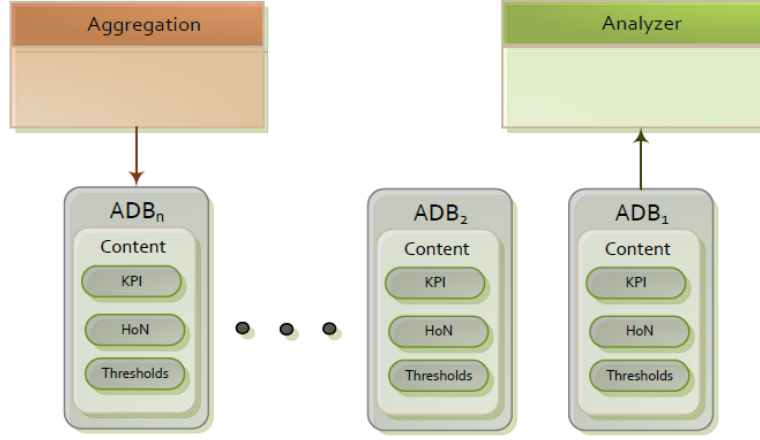 Aggregation
Analyzer
ADBn
Content
KPI
HoN
Thresholds
ADB2
Content
KPI
HoN
Thresholds
ADB1
Content
KPI
HoN
Thresholds